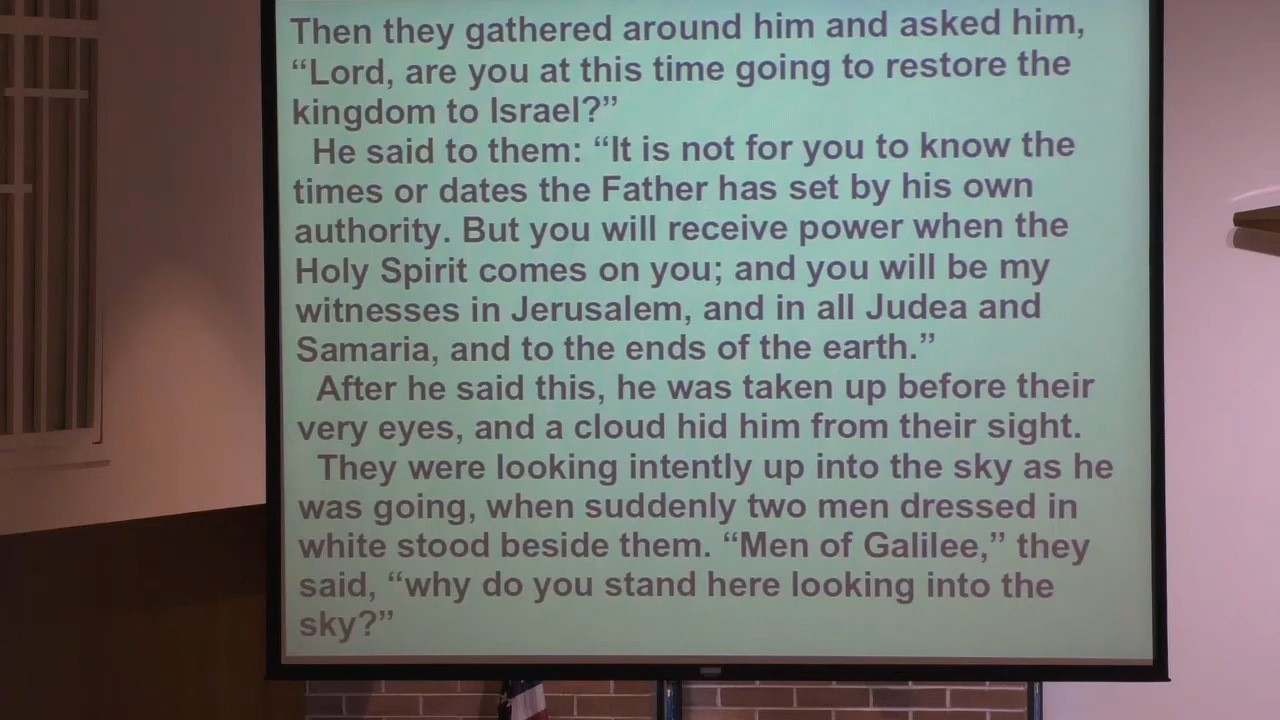 Then they gathered around him and asked him,
“Lord, are you at this time going to restore the
kingdom to Israel?”
He said to them: “It is not for you to know the
times or dates the Father has set by his own
authority. But you will receive power when the
Holy Spirit comes on you; and you will be my
witnesses in Jerusalem, and in all Judea and
Samaria, and to the ends of the earth.”
After he said this, he was taken up before their
very eyes, and a cloud hid him from their sight.
They were looking intently up into the sky as he
was going, when suddenly two men dressed in
white stood beside them. “Men of Galilee,” they
said, “why do you stand here looking into the
sky?”